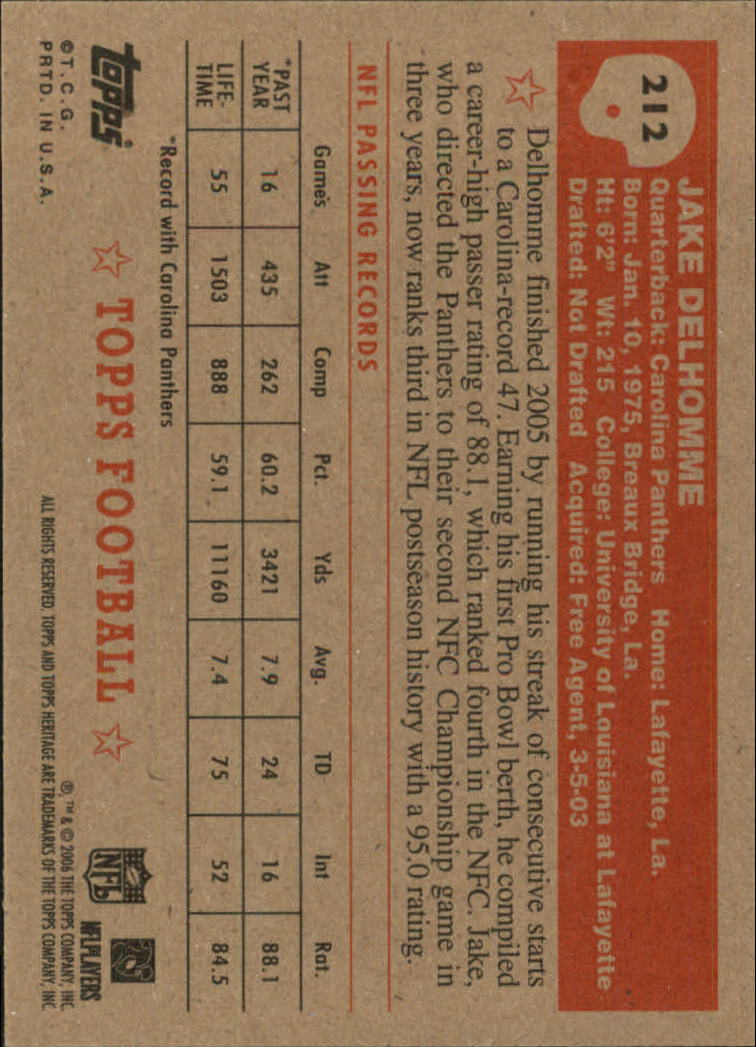 212
JAKE DELHOMME
Quarterback: Carolina Panthers Home: Lafayette, La.
Born: Jan. 10, 1975, Breaux Bridge, La.
Ht: 6'2" Wt: 215 College: University of Louisiana at Lafayette
Drafted: Not Drafted Acquired: Free Agent, 3-5-03
Delhomme finished 2005 by running his streak of consecutive starts
to a Carolina-record 47. Earning his first Pro Bowl berth, he compiled
a career-high passer rating of 88.1, which ranked fourth in the NFC. Jake,
who directed the Panthers to their second NFC Championship game in
three years, now ranks third in NFL postseason history with a 95.0 rating.
NFL PASSING RECORDS
Games Att Comp Pct. Yds Avg. TD Int Rat.
*PAST YEAR 16 435 262 60.2 3421 7.9 24 16 88.1
LIFE-TIME 55 1503 888 59.1 11160 7.4 75 52 84.5
*Record with Carolina Panthers
topps®
©T.C.G.
PRTD. IN U.S.A.
TOPPS FOOTBALL
NFL
NFLPLAYERS
®, ™ & © 2006 THE TOPPS COMPANY, INC.
ALL RIGHTS RESERVED. TOPPS AND TOPPS HERITAGE ARE TRADEMARKS OF THE TOPPS COMPANY, INC